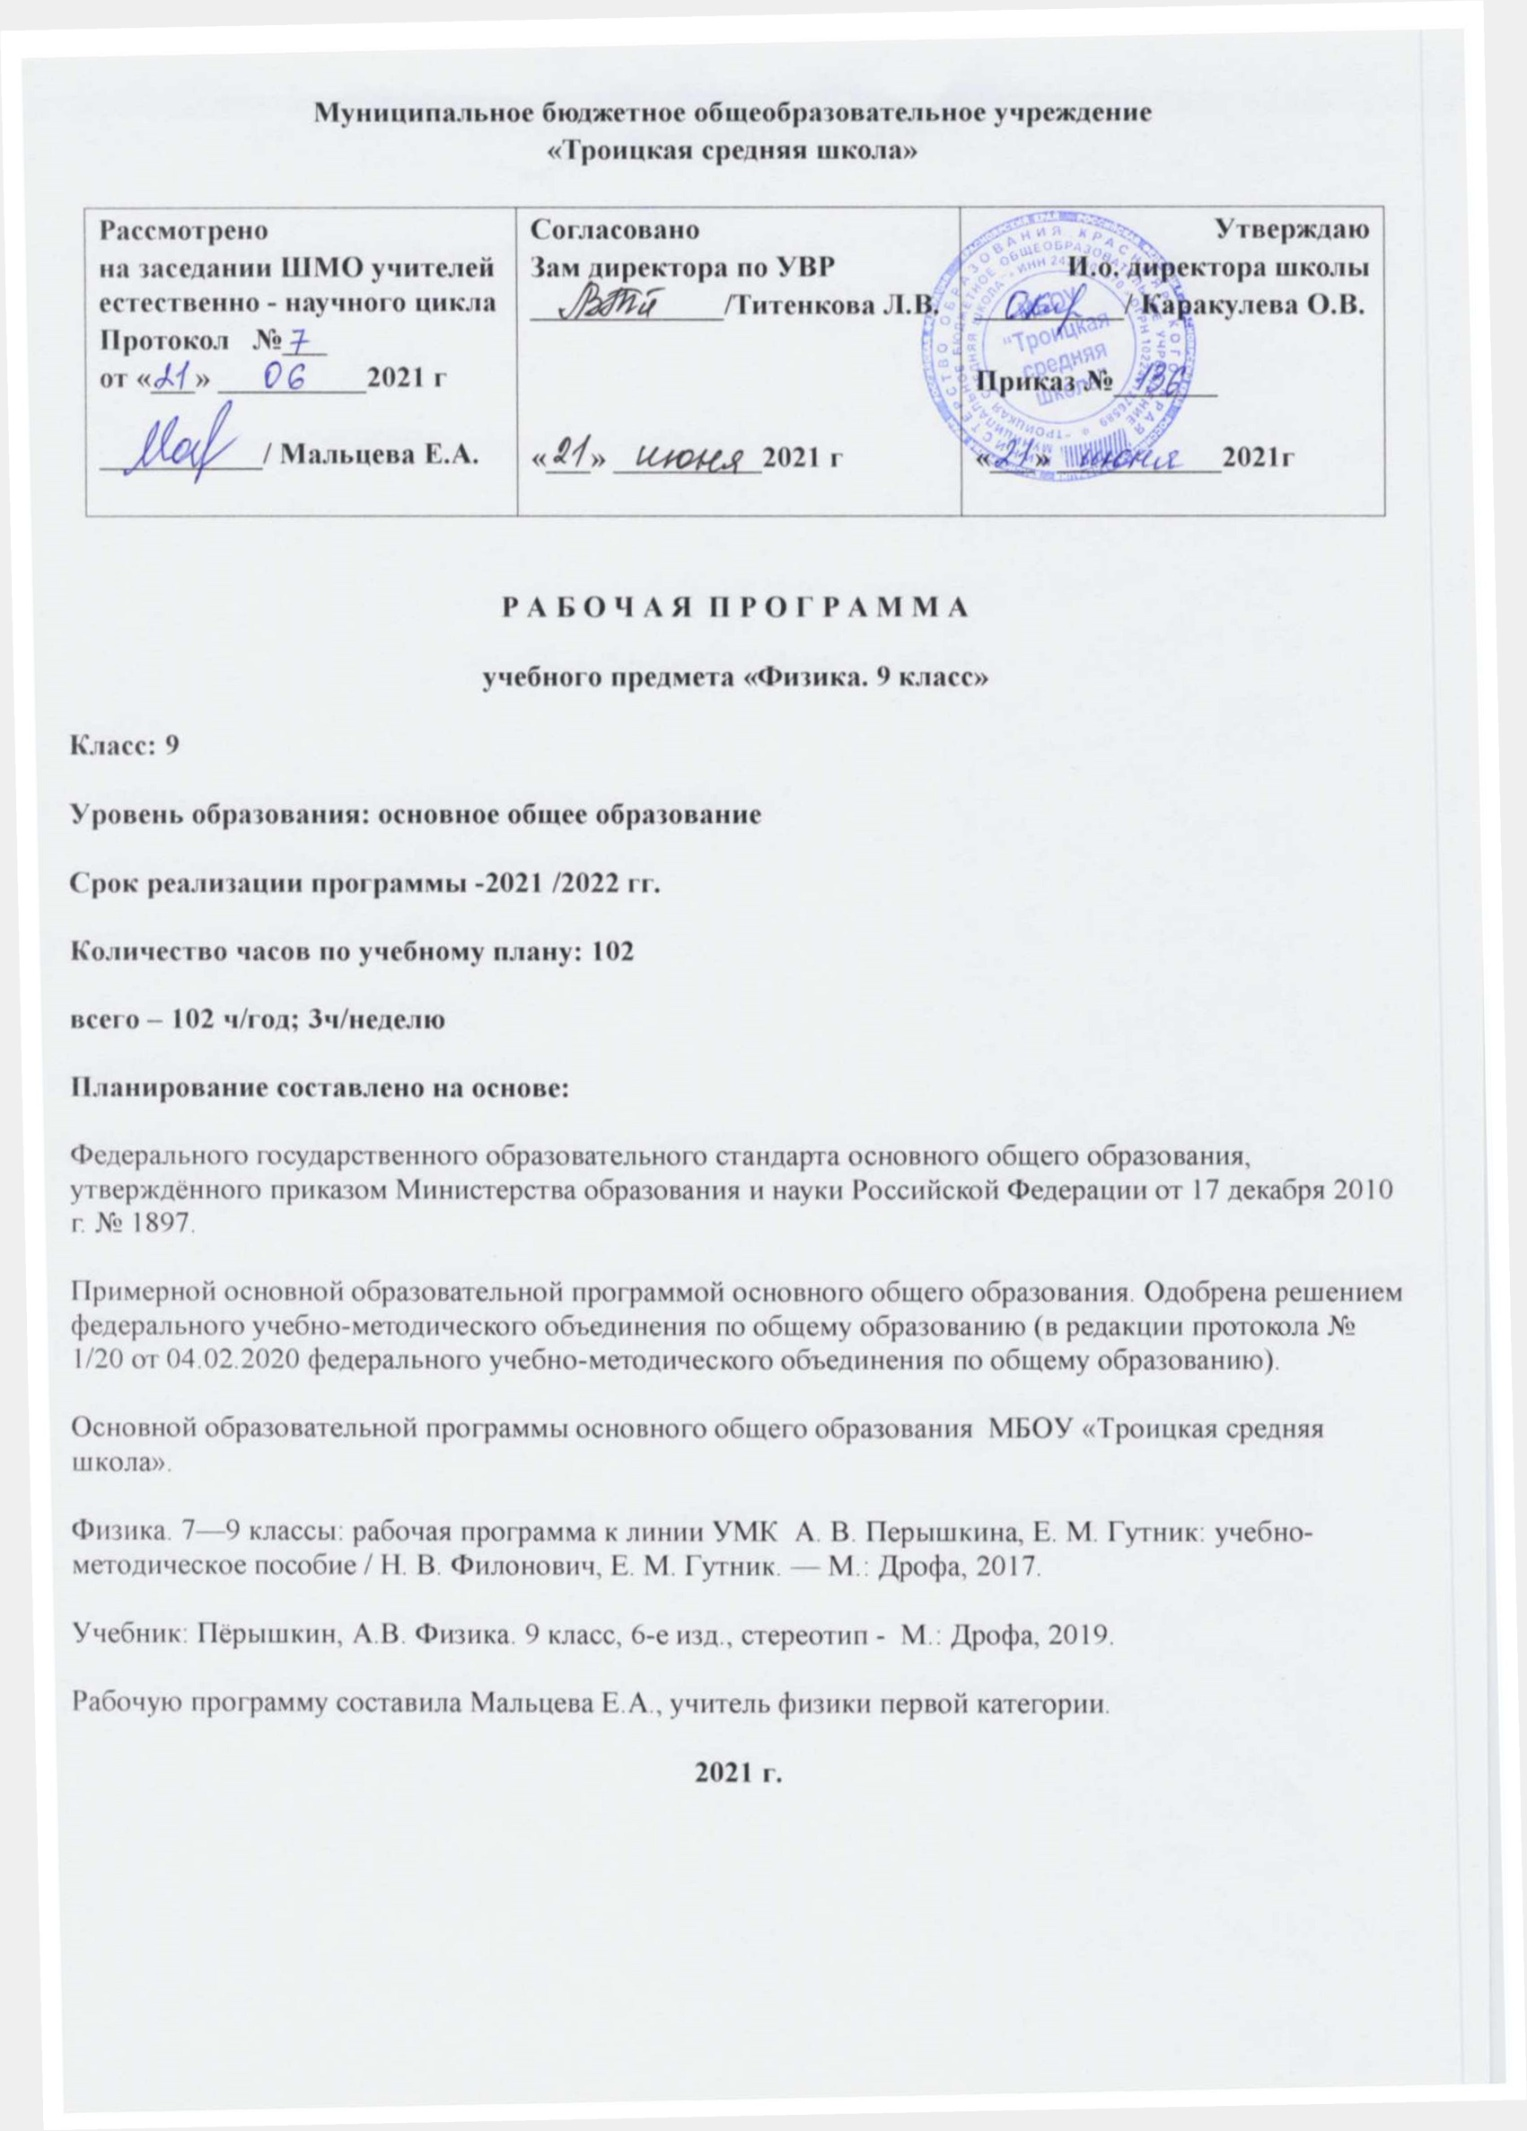 Муниципальное бюджетное общеобразовательное учреждение
«Троицкая средняя школа»
Рассмотрено
на заседании ШМО учителей
естественно - научного цикла
Протокол №7
от «21» 06 2021 г
/ Мальцева Е.А.
Согласовано
Зам директора по УВР
/Титенкова Л.В.
«21» июня 2021 г
Утверждаю
И.о. директора школы
/ Каракулева О.В.
Приказ № 136
«21» июня 2021г
МБОУ
"Троицкая
средняя
школа"
Р А Б О Ч А Я П Р О Г Р А М М А
учебного предмета «Физика. 9 класс»
Класс: 9
Уровень образования: основное общее образование
Срок реализации программы -2021 /2022 гг.
Количество часов по учебному плану: 102
всего – 102 ч/год; 3ч/неделю
Планирование составлено на основе:
Федерального государственного образовательного стандарта основного общего образования,
утверждённого приказом Министерства образования и науки Российской Федерации от 17 декабря 2010
г. № 1897.
Примерной основной образовательной программой основного общего образования. Одобрена решением
федерального учебно-методического объединения по общему образованию (в редакции протокола №
1/20 от 04.02.2020 федерального учебно-методического объединения по общему образованию).
Основной образовательной программы основного общего образования МБОУ «Троицкая средняя
школа».
Физика. 7—9 классы: рабочая программа к линии УМК А. В. Перышкина, Е. М. Гутник: учебно-
методическое пособие / Н. В. Филонович, Е. М. Гутник. — М.: Дрофа, 2017.
Учебник: Пёрышкин, А.В. Физика. 9 класс, 6-е изд., стереотип - М.: Дрофа, 2019.
Рабочую программу составила Мальцева Е.А., учитель физики первой категории.
2021 г.